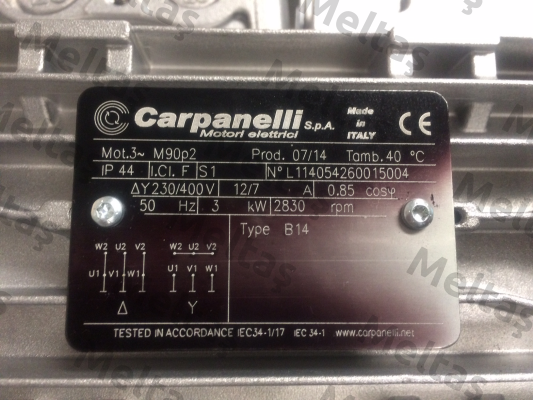 Carpanelli S.p.A.
Motori elettrici
Made in ITALY
CE
Mot.3~ M90p2 Prod. 07/14 Tamb. 40 °C
IP 44 I.Cl. F S1 N° L114054260015004
ΔY 230/400 V 12/7 A 0.85 cosφ
50 Hz 3 kW 2830 rpm
Type B14
W2 U2 V2 W2 U2 V2
U1 V1 W1 U1 V1 W1
Δ Y
TESTED IN ACCORDANCE IEC34-1/17 IEC 34-1 www.carpanelli.net
Meltaş